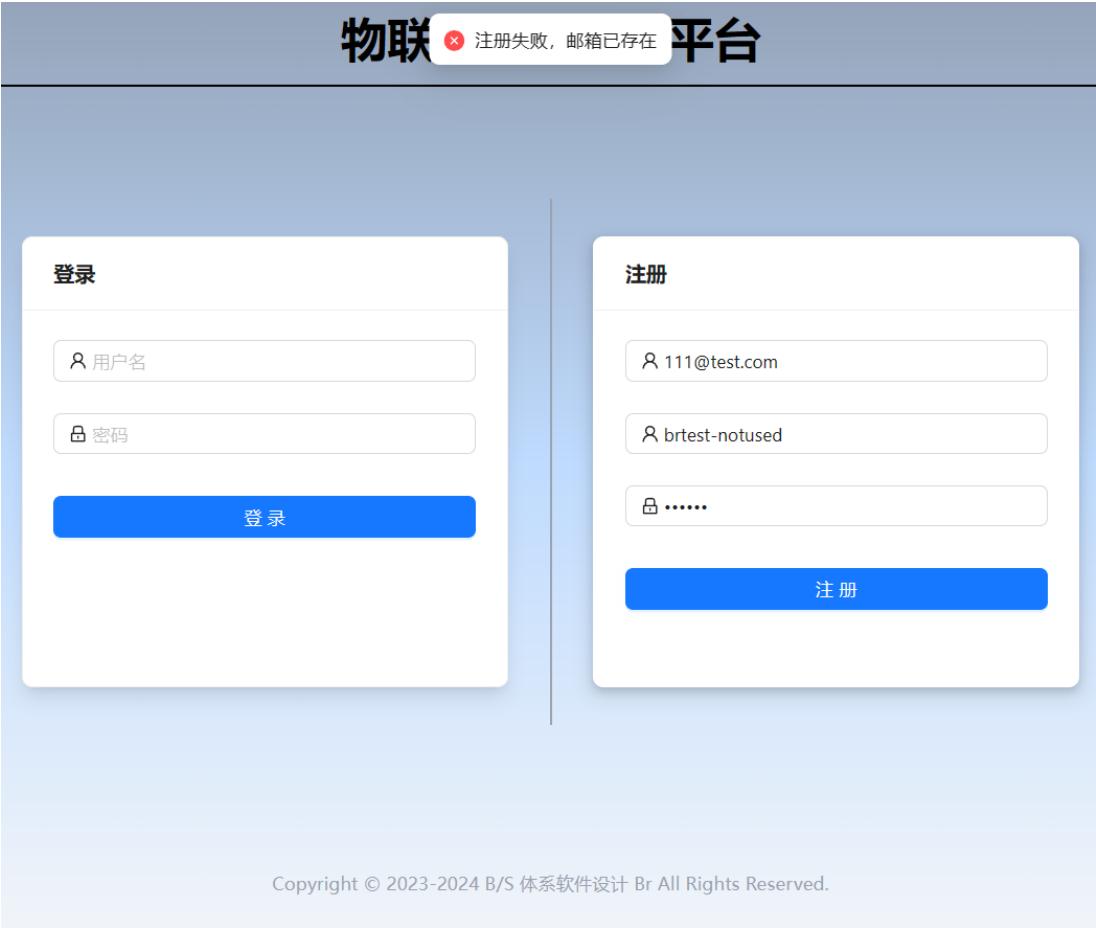 物联
注册失败，邮箱已存在
平台
登录
用户名
密码
登 录
注册
111@test.com
brtest-notused
••••••
注 册
Copyright © 2023-2024 B/S 体系软件设计 Br All Rights Reserved.